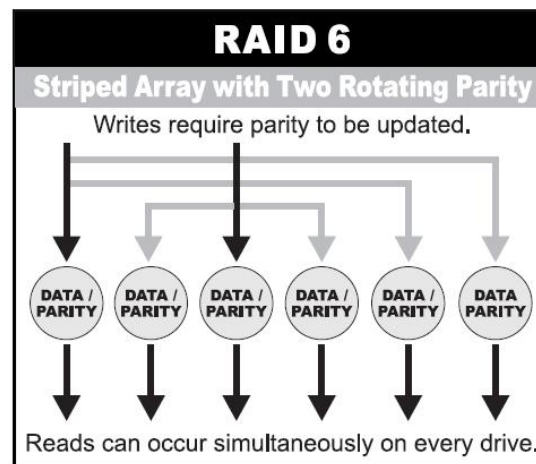 RAID 6
Striped Array with Two Rotating Parity
Writes require parity to be updated.
DATA / DATA / DATA / DATA / DATA / DATA
PARITY PARITY PARITY PARITY PARITY PARITY
Reads can occur simultaneously on every drive.